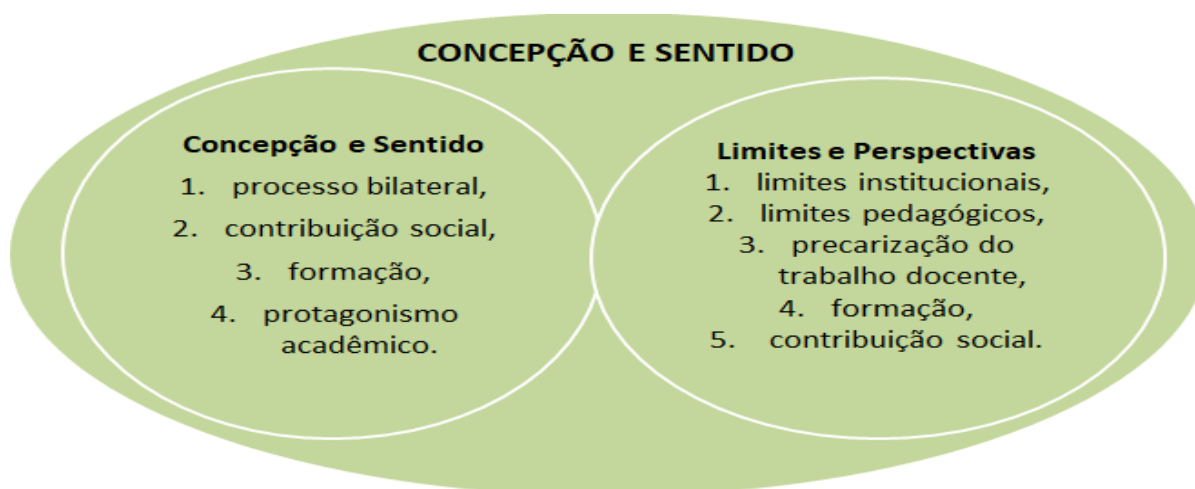 CONCEPÇÃO E SENTIDO
Concepção e Sentido
1. processo bilateral,
2. contribuição social,
3. formação,
4. protagonismo
acadêmico.
Limites e Perspectivas
1. limites institucionais,
2. limites pedagógicos,
3. precarização do
trabalho docente,
4. formação,
5. contribuição social.